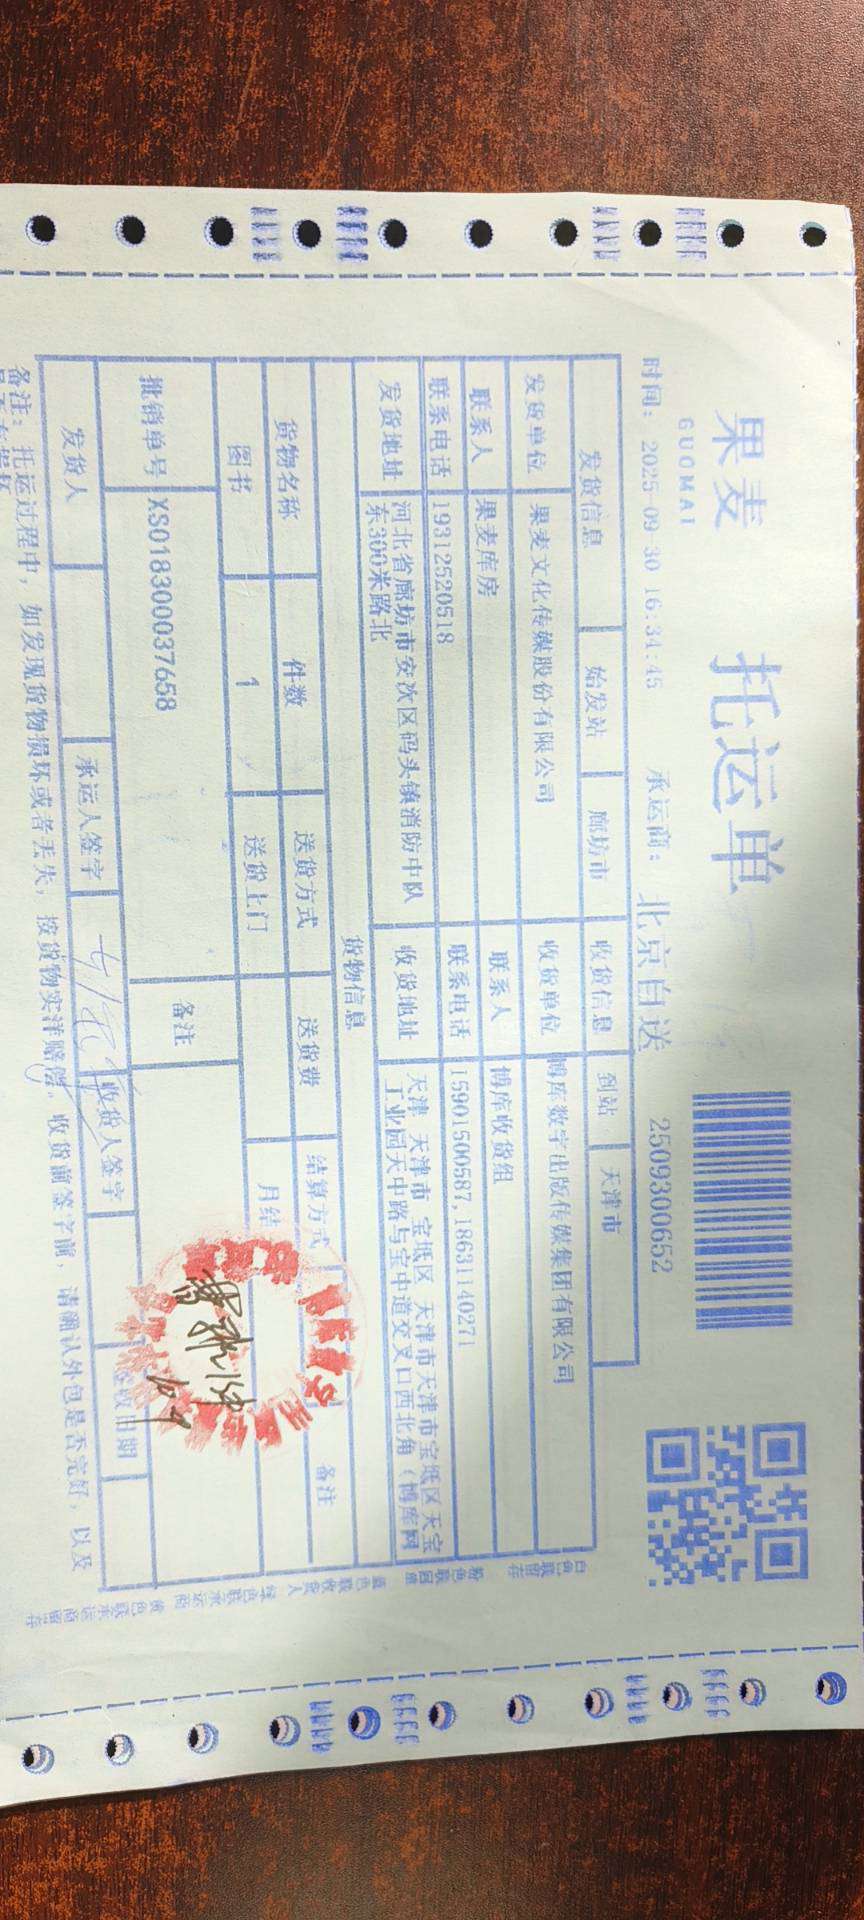 果麦
GUOMAI
托运单
时间: 2025-09-30 16:34:45 承运商: 北京自送 2509300652
发货信息 始发站 廊坊市 收货信息 到站 天津市
发货单位 果麦文化传媒股份有限公司 收货单位 博库数字出版传媒集团有限公司
联系人 果麦库房 联系人 博库收货组
联系电话 19312520518 联系电话 15901500587,18631140271
发货地址 河北省廊坊市安次区码头镇消防中队东300米路北 收货地址 天津 天津市 宝坻区 天津市天津市宝坻区天宝工业园天中路与宝中道交叉口西北角(博库网
货物信息
货物名称 件数 送货方式 送货费 结算方式 备注
图书 1 送货上门 月结
批销单号 XS018300037658 备注
发货人 承运人签字 收货人签字 签收日期
备注: 托运过程中, 如发现货物损坏或者丢失, 按货物实洋赔偿, 收货前签字前, 请确认外包是否完好, 以及